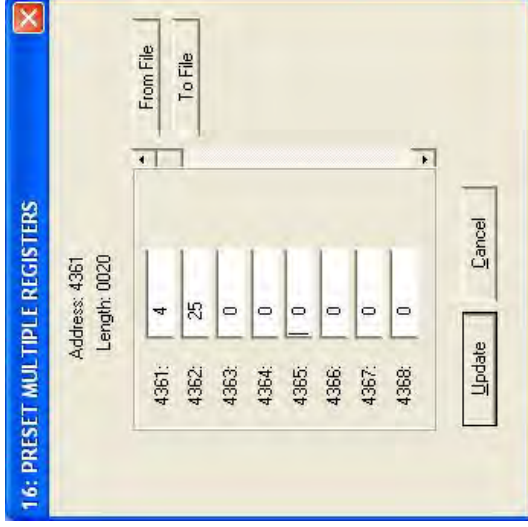 16: PRESET MULTIPLE REGISTERS
Address: 4361
Length: 0020
4361: 4
4362: 25
4363: 0
4364: 0
4365: 0
4366: 0
4367: 0
4368: 0
From File
To File
Update
Cancel